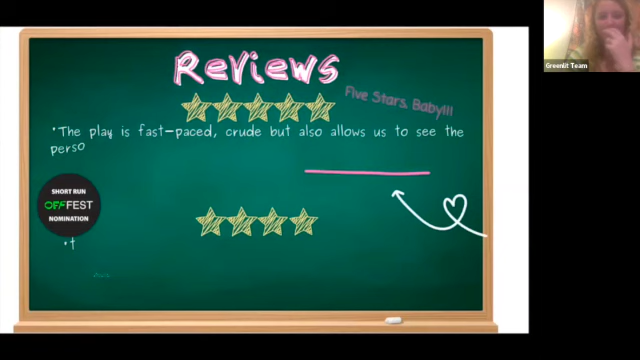 Reviews
Five Stars Baby!!!
"The play is fast-paced, crude but also allows us to see the
perso
SHORT RUN
OFFFEST
NOMINATION
"t
Greenlit Team